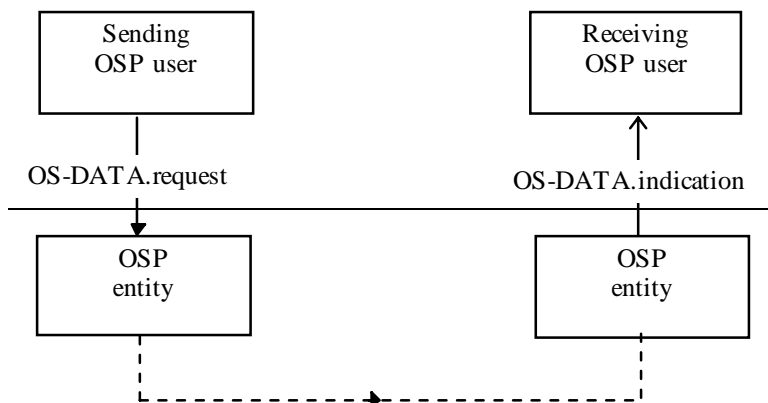 Sending
OSP user
Receiving
OSP user
OS-DATA.request
OS-DATA.indication
OSP
entity
OSP
entity